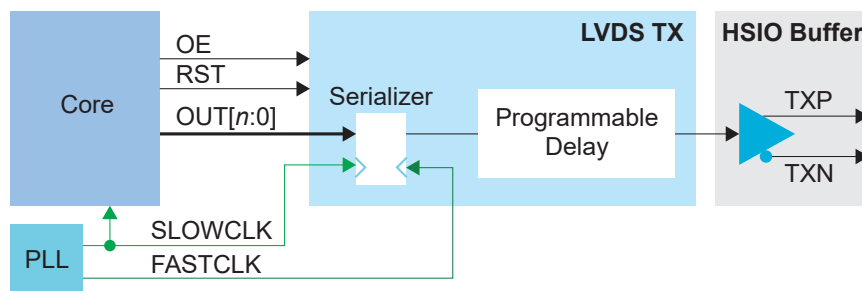 LVDS TX
HSIO Buffer
OE
RST
Core
Serializer
OUT[n:0]
Programmable
Delay
TXP
TXN
SLOWCLK
PLL
FASTCLK